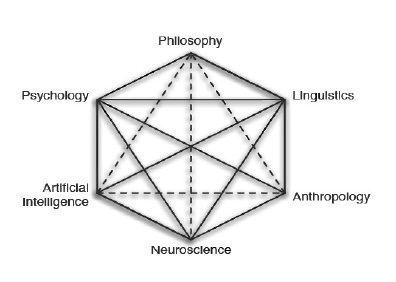 Philosophy
Psychology
Linguistics
Artificial
Intelligence
Anthropology
Neuroscience